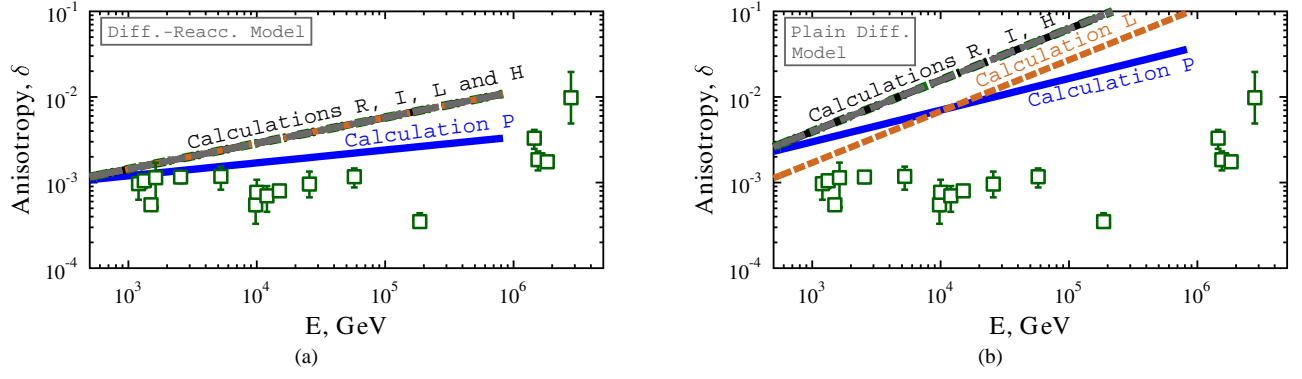 10^-1
Diff.-Reacc. Model
Calculations R, I, L and H
Calculation P
10^-2
10^-3
10^-4
Anisotropy, δ
10^3 10^4 10^5 10^6
E, GeV
(a)
10^-1
Plain Diff.
Model
Calculations R, I, H
Calculation L
Calculation P
10^-2
10^-3
10^-4
Anisotropy, δ
10^3 10^4 10^5 10^6
E, GeV
(b)